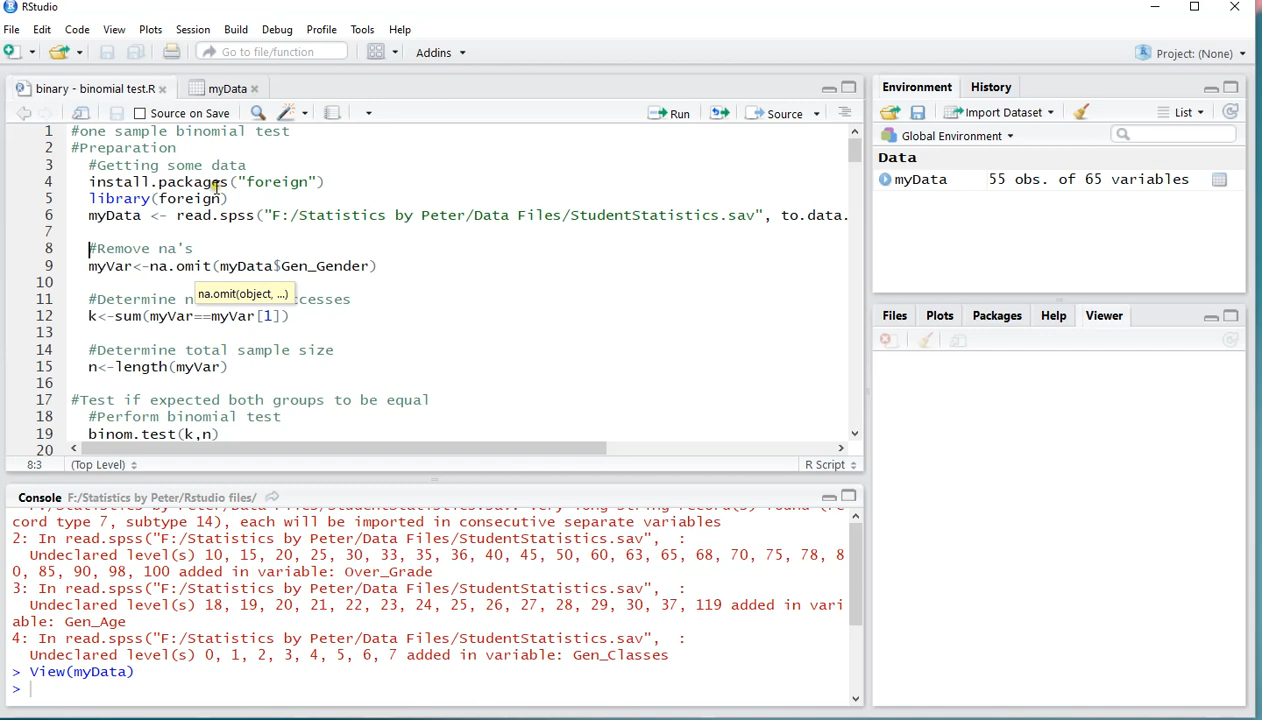 RStudio
File Edit Code View Plots Session Build Debug Profile Tools Help
Go to file/function Addins Project: (None)
binary - binomial test.R myData
Source on Save Run Source
1 #one sample binomial test
2 #Preparation
3 #Getting some data
4 install.packages("foreign")
5 library(foreign)
6 myData <- read.spss("F:/Statistics by Peter/Data Files/StudentStatistics.sav", to.data.
7
8 #Remove na's
9 myVar<-na.omit(myData$Gen_Gender)
10
na.omit(object, ...)
11 #Determine n cesses
12 k<-sum(myVar==myVar[1])
13
14 #Determine total sample size
15 n<-length(myVar)
16
17 #Test if expected both groups to be equal
18 #Perform binomial test
19 binom.test(k,n)
20
8:3 (Top Level) R Script
Console F:/Statistics by Peter/Rstudio files/
cord type 7, subtype 14), each will be imported in consecutive separate variables
2: In read.spss("F:/Statistics by Peter/Data Files/StudentStatistics.sav", :
Undeclared level(s) 10, 15, 20, 25, 30, 33, 35, 36, 40, 45, 50, 60, 63, 65, 68, 70, 75, 78, 8
0, 85, 90, 98, 100 added in variable: Over_Grade
3: In read.spss("F:/Statistics by Peter/Data Files/StudentStatistics.sav", :
Undeclared level(s) 18, 19, 20, 21, 22, 23, 24, 25, 26, 27, 28, 29, 30, 37, 119 added in vari
able: Gen_Age
4: In read.spss("F:/Statistics by Peter/Data Files/StudentStatistics.sav", :
Undeclared level(s) 0, 1, 2, 3, 4, 5, 6, 7 added in variable: Gen_Classes
> View(myData)
>
Environment History
Import Dataset List
Global Environment
Data
myData 55 obs. of 65 variables
Files Plots Packages Help Viewer